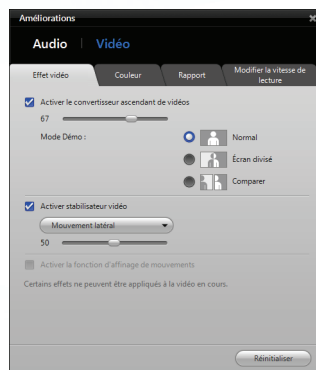 Améliorations
Audio Vidéo
Effet vidéo Couleur Rapport Modifier la vitesse de
lecture
Activer le convertisseur ascendant de vidéos
67
Mode Démo : Normal
Écran divisé
Comparer
Activer stabilisateur vidéo
Mouvement latéral
50
Activer la fonction d'affinage de mouvements
Certains effets ne peuvent être appliqués à la vidéo en cours.
Réinitialiser